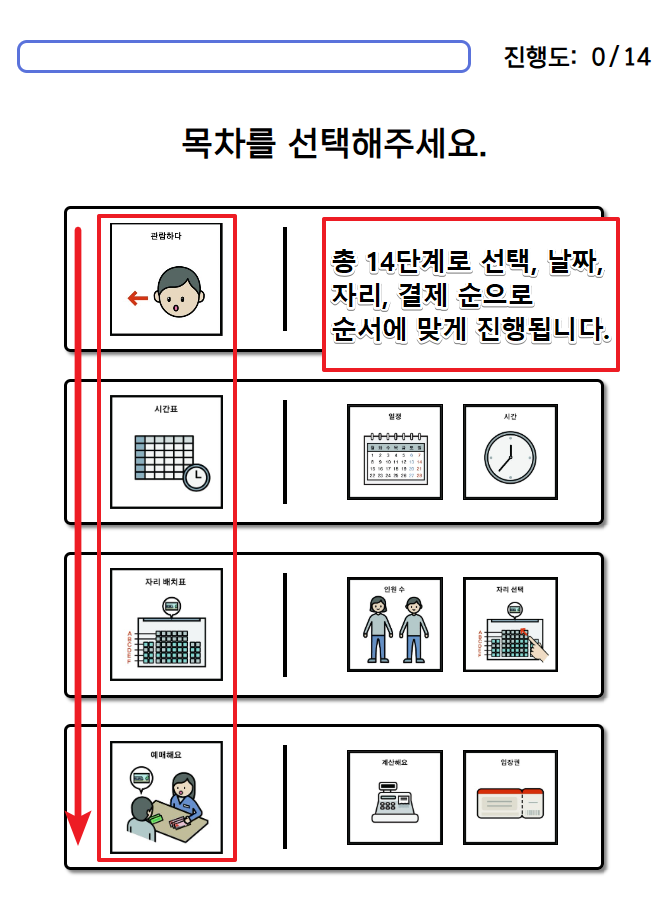 진행도: 0/14
목차를 선택해주세요.
관람하다
총 14단계로 선택, 날짜,
자리, 결제 순으로
순서에 맞게 진행됩니다.
시간표
일정
시간
자리 배치표
A
B
C
D
E
F
인원 수
자리 선택
예매해요
계산해요
입장권